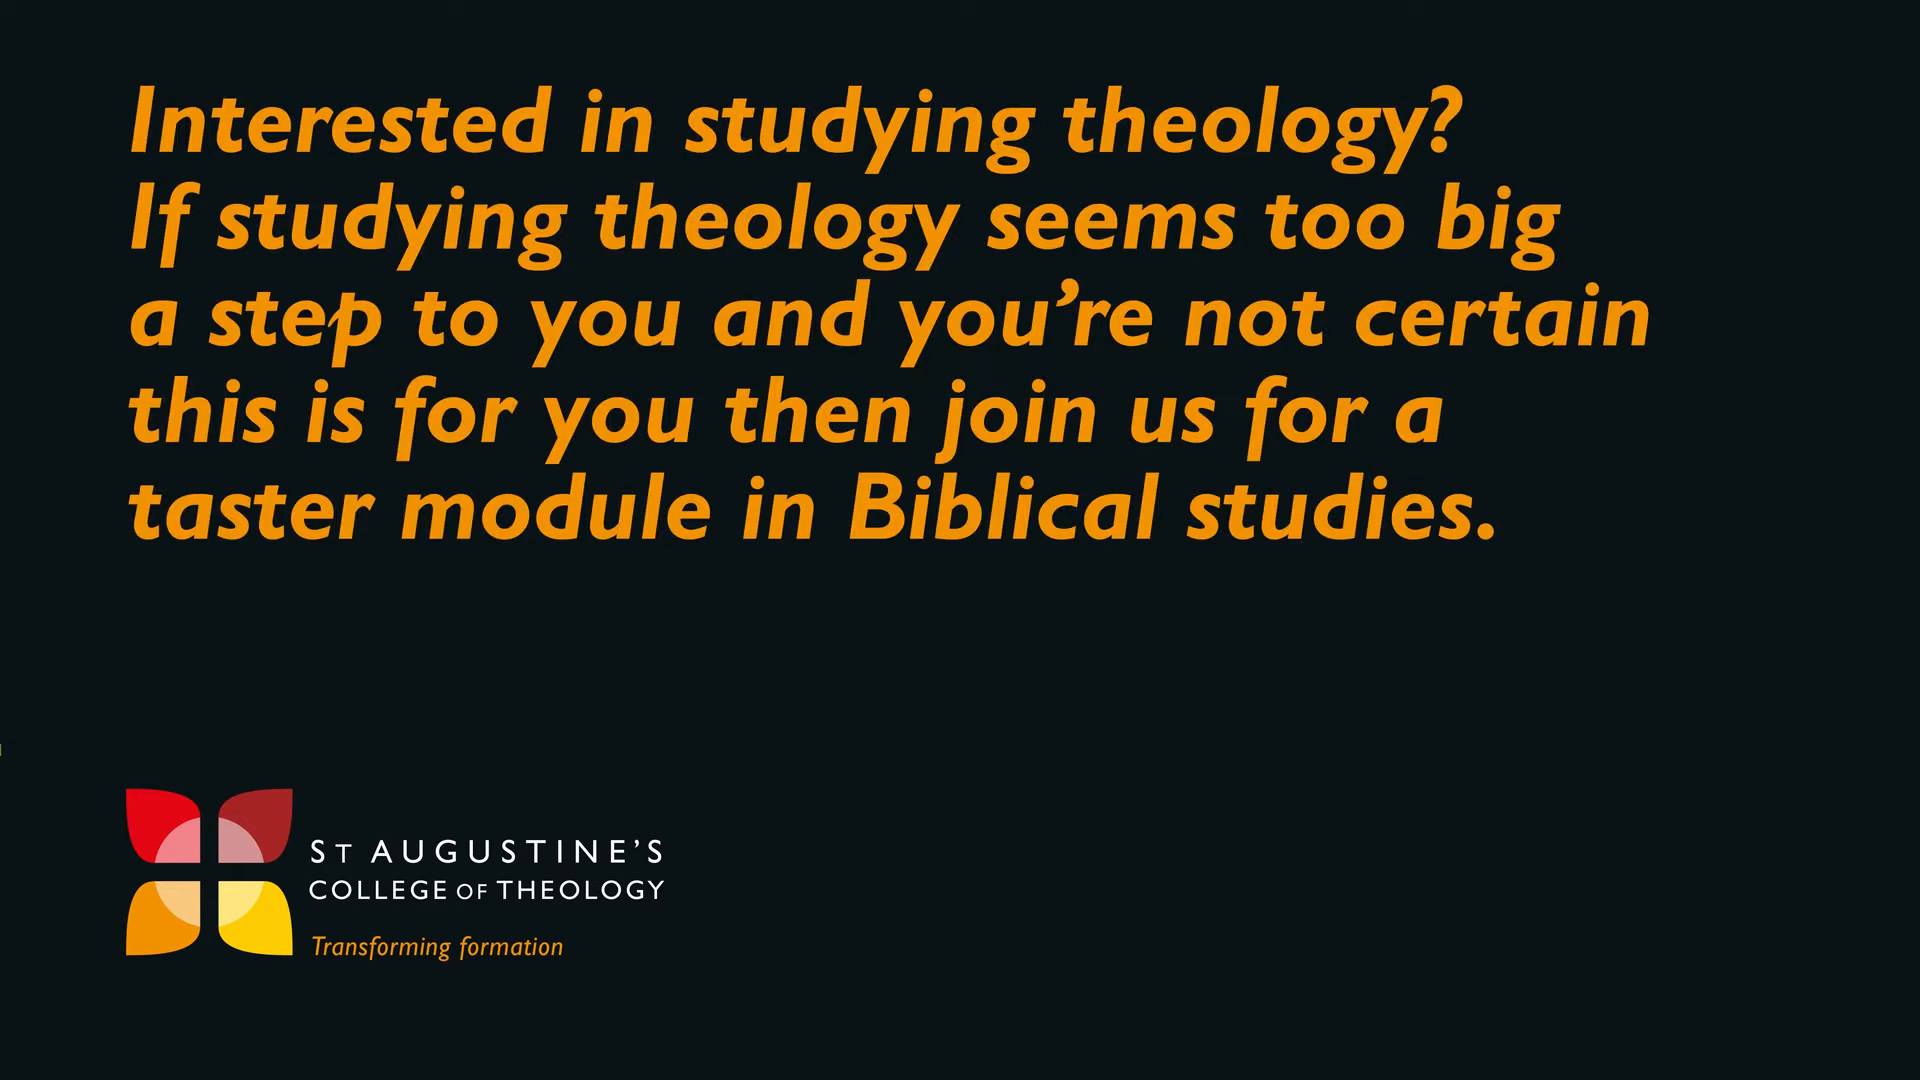 Interested in studying theology?
If studying theology seems too big
a step to you and you’re not certain
this is for you then join us for a
taster module in Biblical studies.
ST AUGUSTINE’S
COLLEGE OF THEOLOGY
Transforming formation